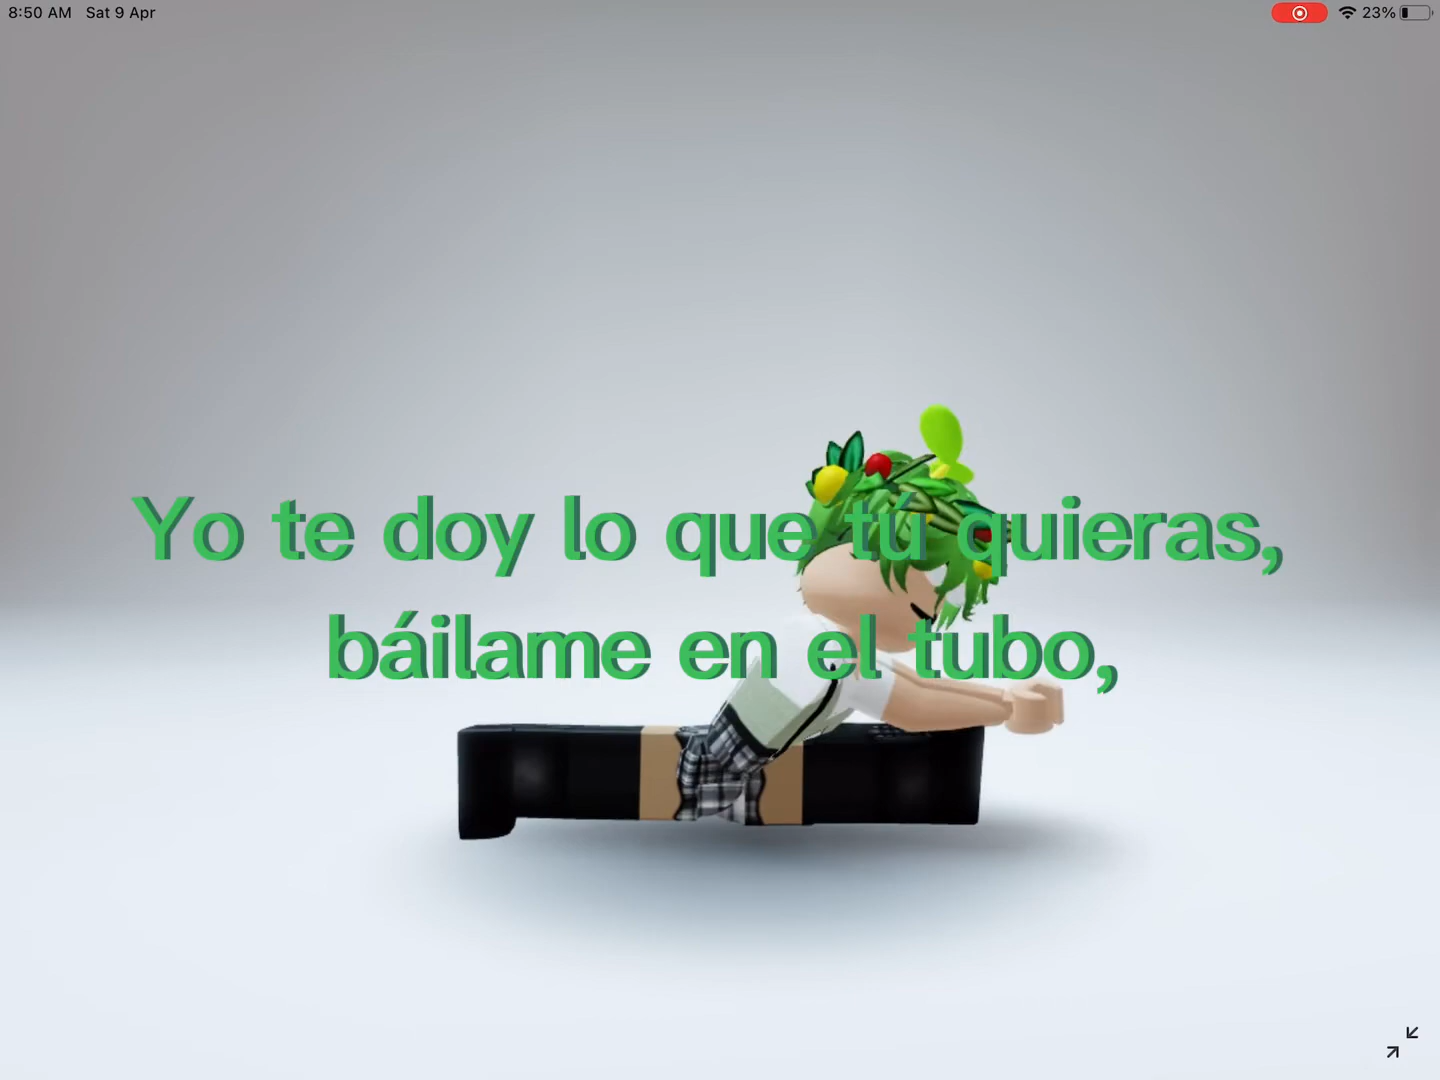 8:50 AM Sat 9 Apr 23%
Yo te doy lo que tú quieras,
báilame en el tubo,